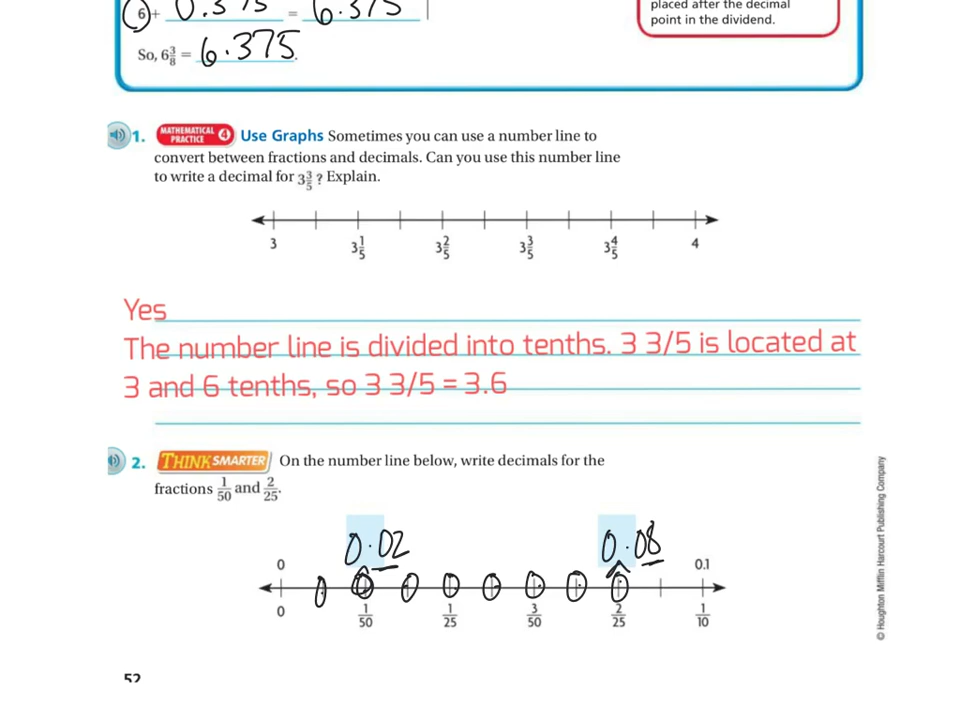 6 + 0.375 = 6.375
placed after the decimal
point in the dividend.
So, 6 3/8 = 6.375.
1. MATHEMATICAL PRACTICE 4 Use Graphs Sometimes you can use a number line to
convert between fractions and decimals. Can you use this number line
to write a decimal for 3 3/5 ? Explain.
3 3 1/5 3 2/5 3 3/5 3 4/5 4
Yes
The number line is divided into tenths. 3 3/5 is located at
3 and 6 tenths, so 3 3/5 = 3.6
2. THINK SMARTER On the number line below, write decimals for the
fractions 1/50 and 2/25.
0.02 0.08
0 0.1
0 1/50 1/25 3/50 2/25 1/10
© Houghton Mifflin Harcourt Publishing Company
52